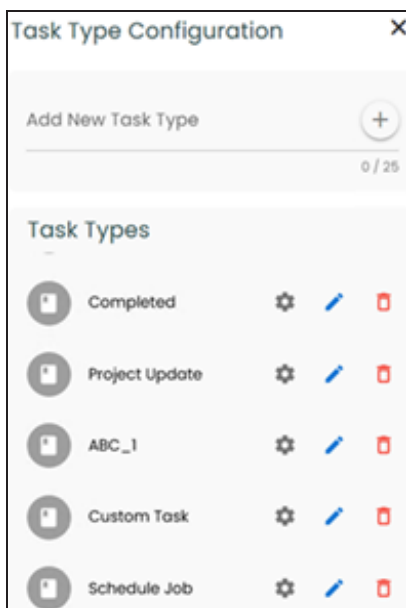 Task Type Configuration
Add New Task Type
0 / 25
Task Types
Completed
Project Update
ABC_1
Custom Task
Schedule Job